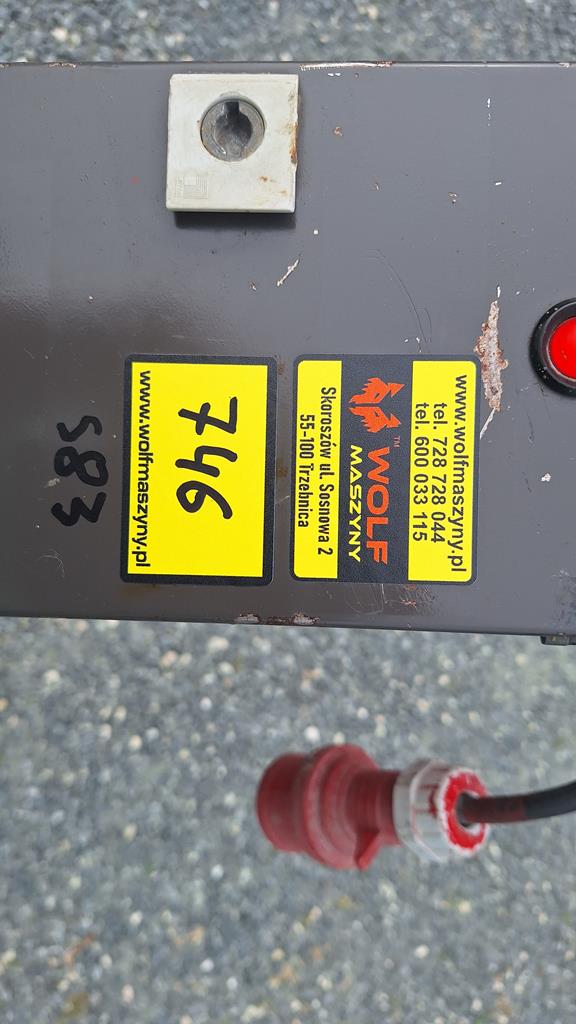 www.wolfmaszyny.pl
tel. 728 728 044
tel. 600 033 115
WOLF™
MASZYNY
Skoroszów ul. Sosnowa 2
55-100 Trzebnica
746
www.wolfmaszyny.pl
583